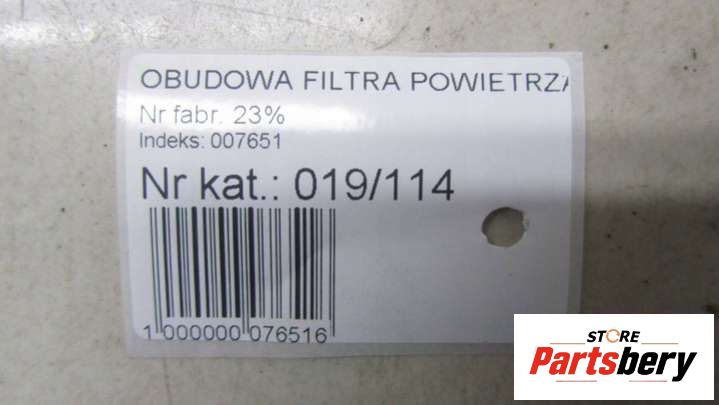 OBUDOWA FILTRA POWIETRZA
Nr fabr. 23%
Indeks: 007651
Nr kat.: 019/114
1 000000 076516
STORE
Partsbery